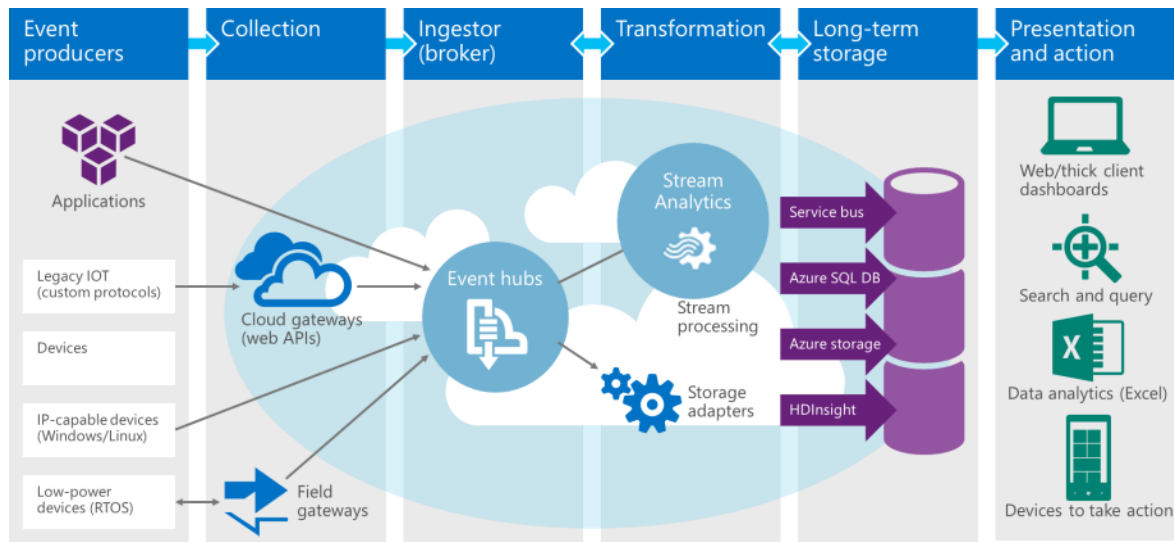 Event
producers
Collection
Ingestor
(broker)
Transformation
Long-term
storage
Presentation
and action
Applications
Legacy IOT
(custom protocols)
Devices
IP-capable devices
(Windows/Linux)
Low-power
devices (RTOS)
Cloud gateways
(web APIs)
Field
gateways
Event hubs
Stream
Analytics
Stream
processing
Storage
adapters
Service bus
Azure SQL DB
Azure storage
HDInsight
Web/thick client
dashboards
Search and query
X
Data analytics (Excel)
Devices to take action